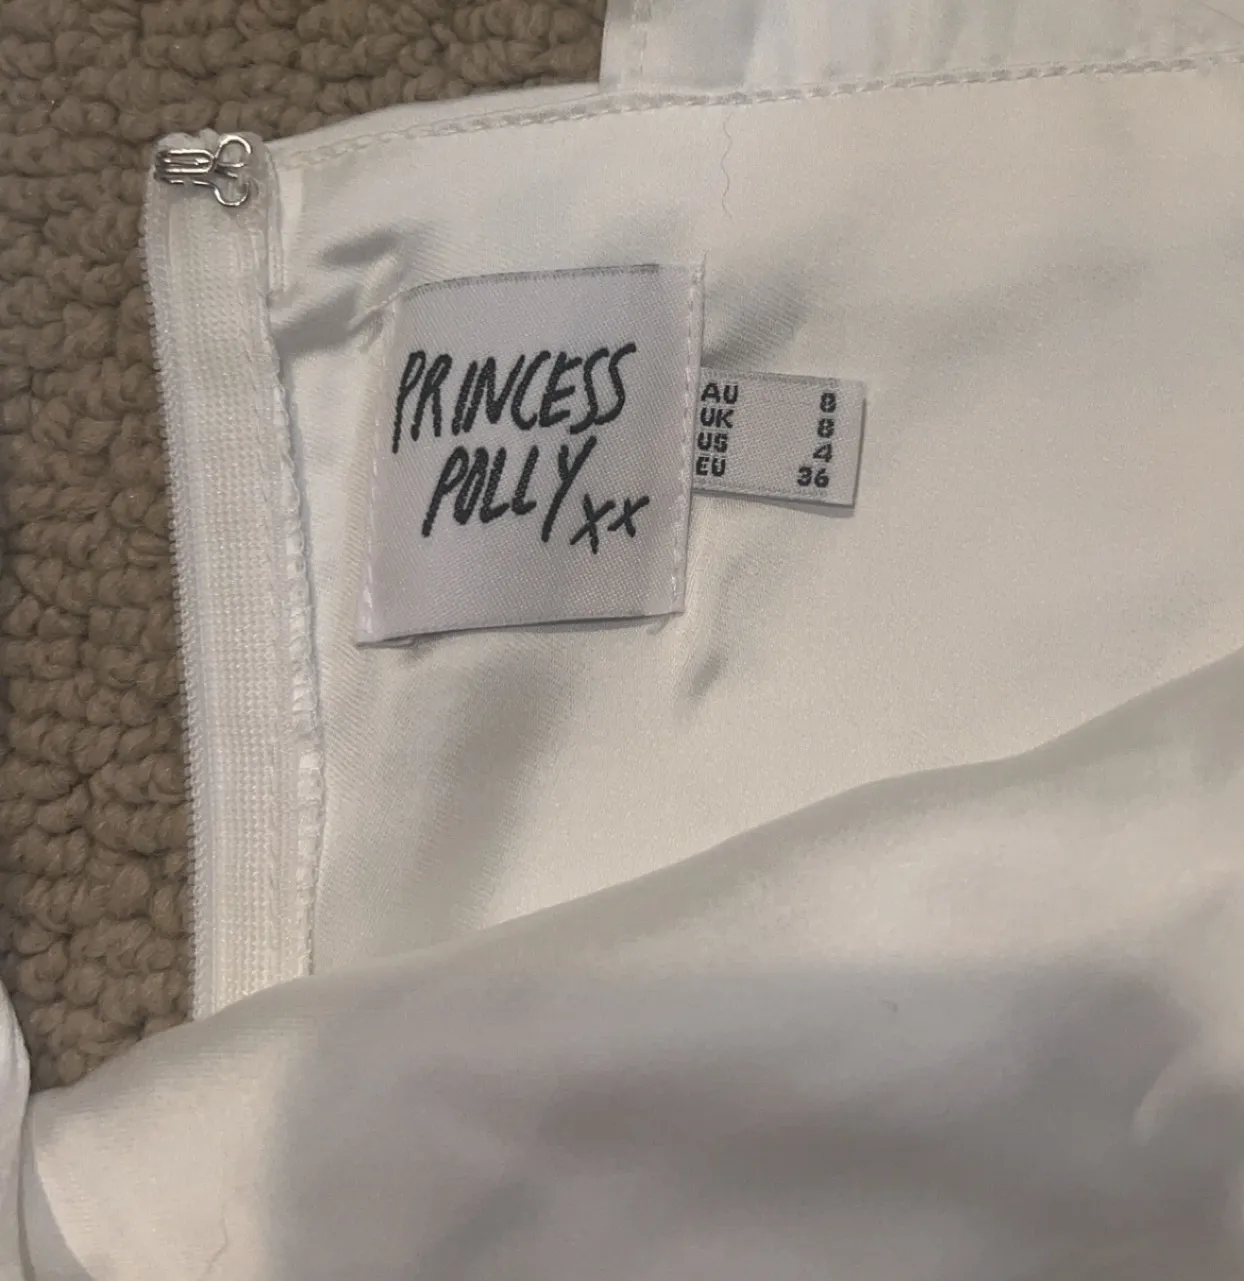 PRINCESS
POLLY xx
AU 8
UK 8
US 4
EU 36